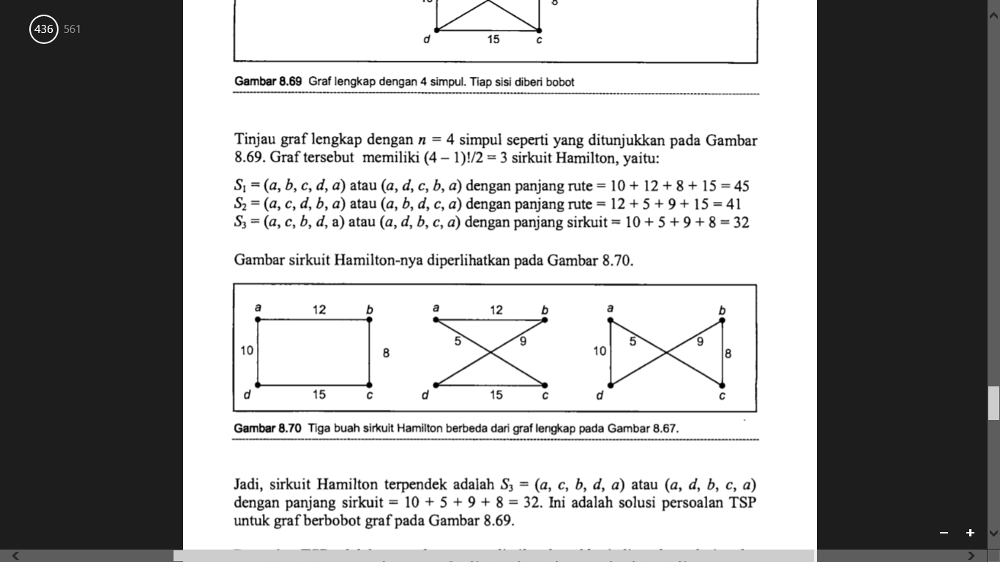 436 561
8
d 15 c
Gambar 8.69 Graf lengkap dengan 4 simpul. Tiap sisi diberi bobot
Tinjau graf lengkap dengan n = 4 simpul seperti yang ditunjukkan pada Gambar
8.69. Graf tersebut memiliki (4 – 1)!/2 = 3 sirkuit Hamilton, yaitu:
S₁ = (a, b, c, d, a) atau (a, d, c, b, a) dengan panjang rute = 10 + 12 + 8 + 15 = 45
S₂ = (a, c, d, b, a) atau (a, b, d, c, a) dengan panjang rute = 12 + 5 + 9 + 15 = 41
S₃ = (a, c, b, d, a) atau (a, d, b, c, a) dengan panjang sirkuit = 10 + 5 + 9 + 8 = 32
Gambar sirkuit Hamilton-nya diperlihatkan pada Gambar 8.70.
a 12 b a 12 b a b
5 9 5 9
10 8 10 8
d 15 c d 15 c d c
Gambar 8.70 Tiga buah sirkuit Hamilton berbeda dari graf lengkap pada Gambar 8.67.
Jadi, sirkuit Hamilton terpendek adalah S₃ = (a, c, b, d, a) atau (a, d, b, c, a)
dengan panjang sirkuit = 10 + 5 + 9 + 8 = 32. Ini adalah solusi persoalan TSP
untuk graf berbobot graf pada Gambar 8.69.